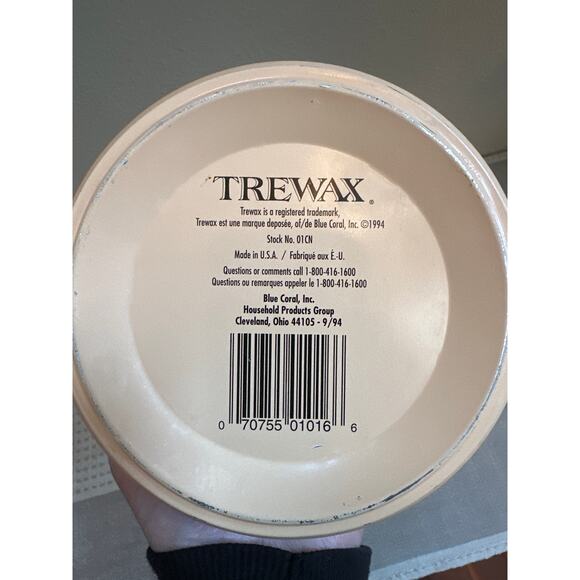 TREWAX®
Trewax is a registered trademark,
Trewax est une marque deposée, of/de Blue Coral, Inc. ©1994
Stock No. 01CN
Made in U.S.A. / Fabriqué aux É.-U.
Questions or comments call 1-800-416-1600
Questions ou remarques appeler le 1-800-416-1600
Blue Coral, Inc.
Household Products Group
Cleveland, Ohio 44105 - 9/94
0 70755 01016 6